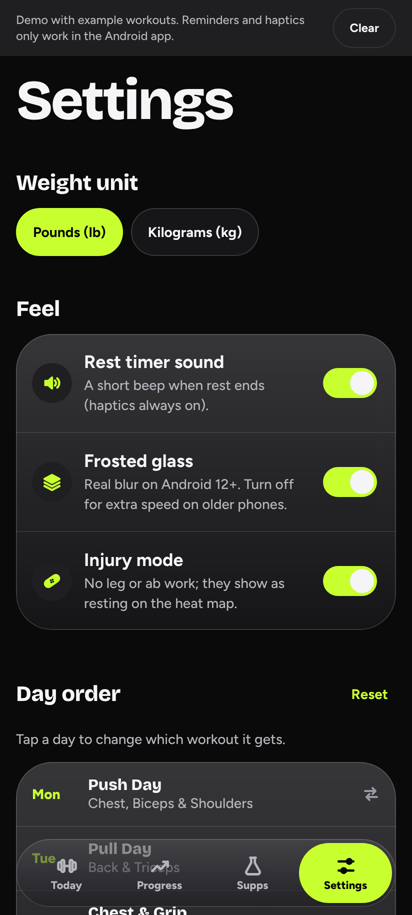 Demo with example workouts. Reminders and haptics
only work in the Android app.
Clear
Settings
Weight unit
Pounds (lb)
Kilograms (kg)
Feel
Rest timer sound
A short beep when rest ends
(haptics always on).
Frosted glass
Real blur on Android 12+. Turn off
for extra speed on older phones.
Injury mode
No leg or ab work; they show as
resting on the heat map.
Day order
Reset
Tap a day to change which workout it gets.
Mon
Push Day
Chest, Biceps & Shoulders
Tue
Pull Day
Back & Triceps
Today
Progress
Supps
Settings
Chest & Grip